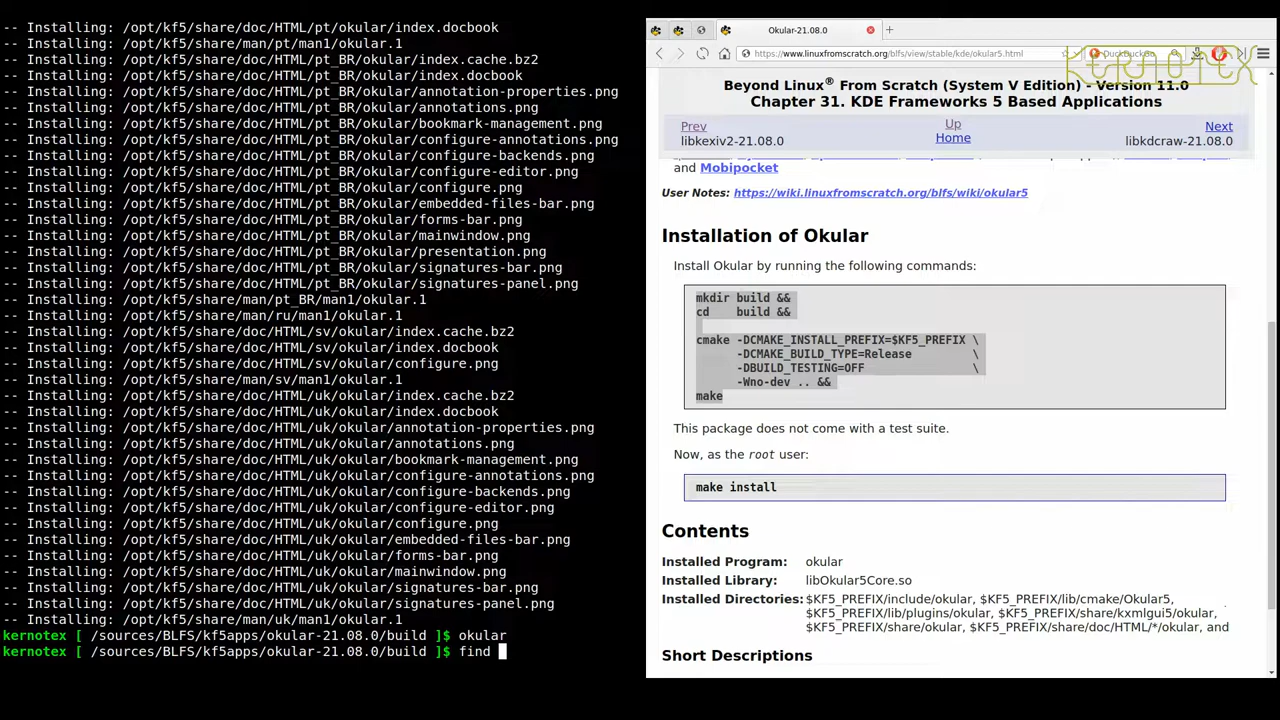 -- Installing: /opt/kf5/share/doc/HTML/pt/okular/index.docbook
-- Installing: /opt/kf5/share/man/pt/man1/okular.1
-- Installing: /opt/kf5/share/doc/HTML/pt_BR/okular/index.cache.bz2
-- Installing: /opt/kf5/share/doc/HTML/pt_BR/okular/index.docbook
-- Installing: /opt/kf5/share/doc/HTML/pt_BR/okular/annotation-properties.png
-- Installing: /opt/kf5/share/doc/HTML/pt_BR/okular/annotations.png
-- Installing: /opt/kf5/share/doc/HTML/pt_BR/okular/bookmark-management.png
-- Installing: /opt/kf5/share/doc/HTML/pt_BR/okular/configure-annotations.png
-- Installing: /opt/kf5/share/doc/HTML/pt_BR/okular/configure-backends.png
-- Installing: /opt/kf5/share/doc/HTML/pt_BR/okular/configure-editor.png
-- Installing: /opt/kf5/share/doc/HTML/pt_BR/okular/configure.png
-- Installing: /opt/kf5/share/doc/HTML/pt_BR/okular/embedded-files-bar.png
-- Installing: /opt/kf5/share/doc/HTML/pt_BR/okular/forms-bar.png
-- Installing: /opt/kf5/share/doc/HTML/pt_BR/okular/mainwindow.png
-- Installing: /opt/kf5/share/doc/HTML/pt_BR/okular/presentation.png
-- Installing: /opt/kf5/share/doc/HTML/pt_BR/okular/signatures-bar.png
-- Installing: /opt/kf5/share/doc/HTML/pt_BR/okular/signatures-panel.png
-- Installing: /opt/kf5/share/man/pt_BR/man1/okular.1
-- Installing: /opt/kf5/share/man/ru/man1/okular.1
-- Installing: /opt/kf5/share/doc/HTML/sv/okular/index.cache.bz2
-- Installing: /opt/kf5/share/doc/HTML/sv/okular/index.docbook
-- Installing: /opt/kf5/share/doc/HTML/sv/okular/configure.png
-- Installing: /opt/kf5/share/man/sv/man1/okular.1
-- Installing: /opt/kf5/share/doc/HTML/uk/okular/index.cache.bz2
-- Installing: /opt/kf5/share/doc/HTML/uk/okular/index.docbook
-- Installing: /opt/kf5/share/doc/HTML/uk/okular/annotation-properties.png
-- Installing: /opt/kf5/share/doc/HTML/uk/okular/annotations.png
-- Installing: /opt/kf5/share/doc/HTML/uk/okular/bookmark-management.png
-- Installing: /opt/kf5/share/doc/HTML/uk/okular/configure-annotations.png
-- Installing: /opt/kf5/share/doc/HTML/uk/okular/configure-backends.png
-- Installing: /opt/kf5/share/doc/HTML/uk/okular/configure-editor.png
-- Installing: /opt/kf5/share/doc/HTML/uk/okular/configure.png
-- Installing: /opt/kf5/share/doc/HTML/uk/okular/embedded-files-bar.png
-- Installing: /opt/kf5/share/doc/HTML/uk/okular/forms-bar.png
-- Installing: /opt/kf5/share/doc/HTML/uk/okular/mainwindow.png
-- Installing: /opt/kf5/share/doc/HTML/uk/okular/signatures-bar.png
-- Installing: /opt/kf5/share/doc/HTML/uk/okular/signatures-panel.png
-- Installing: /opt/kf5/share/man/uk/man1/okular.1
kernotex [ /sources/BLFS/kf5apps/okular-21.08.0/build ]$ okular
kernotex [ /sources/BLFS/kf5apps/okular-21.08.0/build ]$ find
Okular-21.08.0
https://www.linuxfromscratch.org/blfs/view/stable/kde/okular5.html
DuckDuckGo
KERNOTEX
Beyond Linux® From Scratch (System V Edition) - Version 11.0
Chapter 31. KDE Frameworks 5 Based Applications
Prev Up Next
libkexiv2-21.08.0 Home libkdcraw-21.08.0
and Mobipocket
User Notes: https://wiki.linuxfromscratch.org/blfs/wiki/okular5
Installation of Okular
Install Okular by running the following commands:
mkdir build &&
cd    build &&
cmake -DCMAKE_INSTALL_PREFIX=$KF5_PREFIX \
-DCMAKE_BUILD_TYPE=Release \
-DBUILD_TESTING=OFF \
-Wno-dev .. &&
make
This package does not come with a test suite.
Now, as the root user:
make install
Contents
Installed Program: okular
Installed Library: libOkular5Core.so
Installed Directories: $KF5_PREFIX/include/okular, $KF5_PREFIX/lib/cmake/Okular5,
$KF5_PREFIX/lib/plugins/okular, $KF5_PREFIX/share/kxmlgui5/okular,
$KF5_PREFIX/share/okular, $KF5_PREFIX/share/doc/HTML/*/okular, and
Short Descriptions